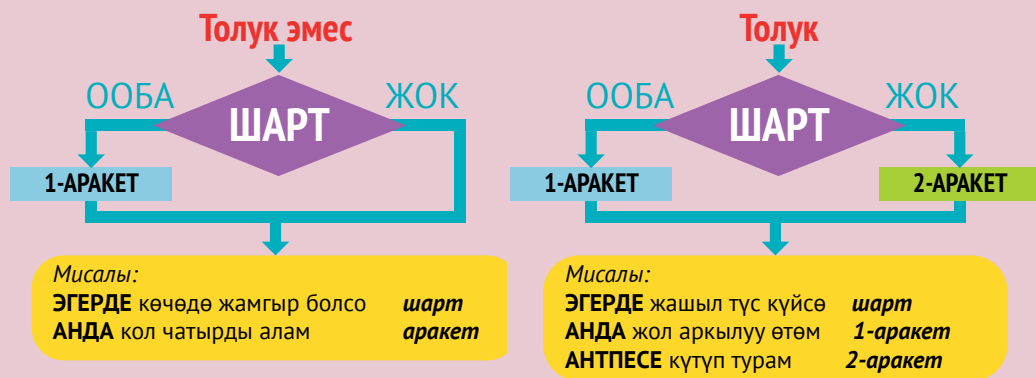 Толук эмес
ООБА
ЖОК
ШАРТ
1-АРАКЕТ
Мисалы:
ЭГЕРДЕ көчөдө жамгыр болсо шарт
АНДА кол чатырды алам аракет
Толук
ООБА
ЖОК
ШАРТ
1-АРАКЕТ
2-АРАКЕТ
Мисалы:
ЭГЕРДЕ жашыл түс күйсө шарт
АНДА жол аркылуу өтөм 1-аракет
АНТПЕСЕ күтүп турам 2-аракет